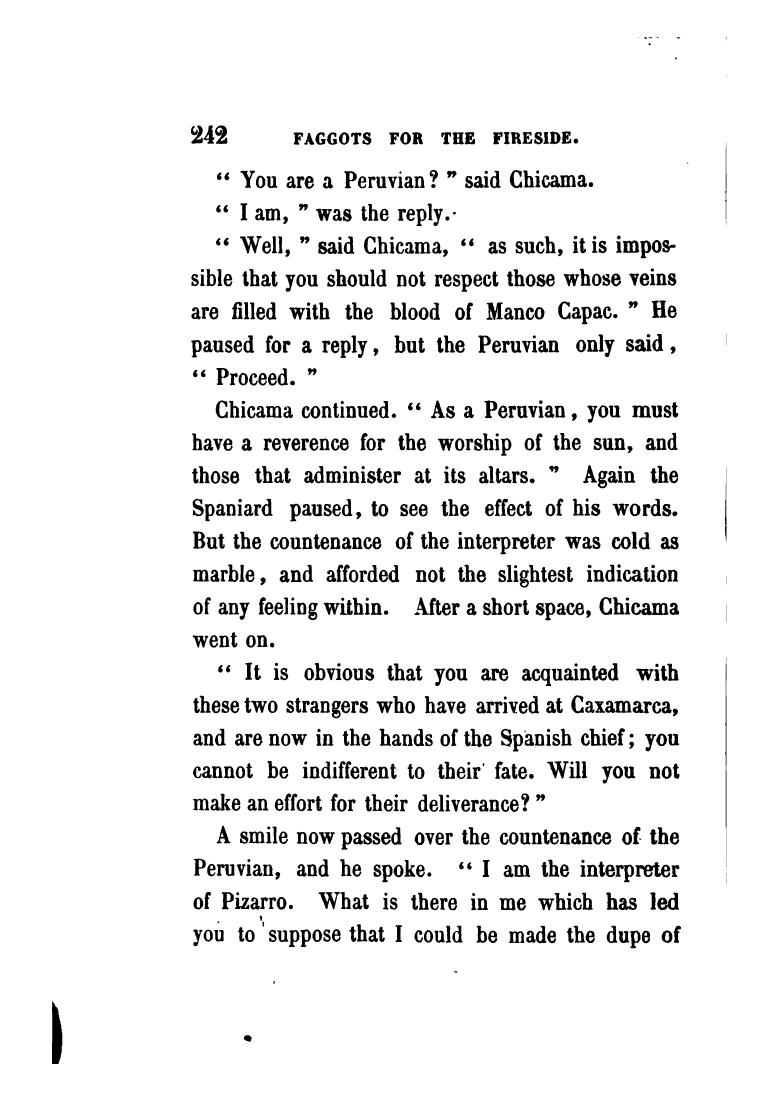 242 FAGGOTS FOR THE FIRESIDE.
“ You are a Peruvian? ” said Chicama.
“ I am, ” was the reply.
“ Well, ” said Chicama, “ as such, it is impos-
sible that you should not respect those whose veins
are filled with the blood of Manco Capac. ” He
paused for a reply, but the Peruvian only said,
“ Proceed. ”
Chicama continued. “ As a Peruvian, you must
have a reverence for the worship of the sun, and
those that administer at its altars. ” Again the
Spaniard paused, to see the effect of his words.
But the countenance of the interpreter was cold as
marble, and afforded not the slightest indication
of any feeling within. After a short space, Chicama
went on.
“ It is obvious that you are acquainted with
these two strangers who have arrived at Caxamarca,
and are now in the hands of the Spanish chief; you
cannot be indifferent to their fate. Will you not
make an effort for their deliverance? ”
A smile now passed over the countenance of the
Peruvian, and he spoke. “ I am the interpreter
of Pizarro. What is there in me which has led
you to suppose that I could be made the dupe of